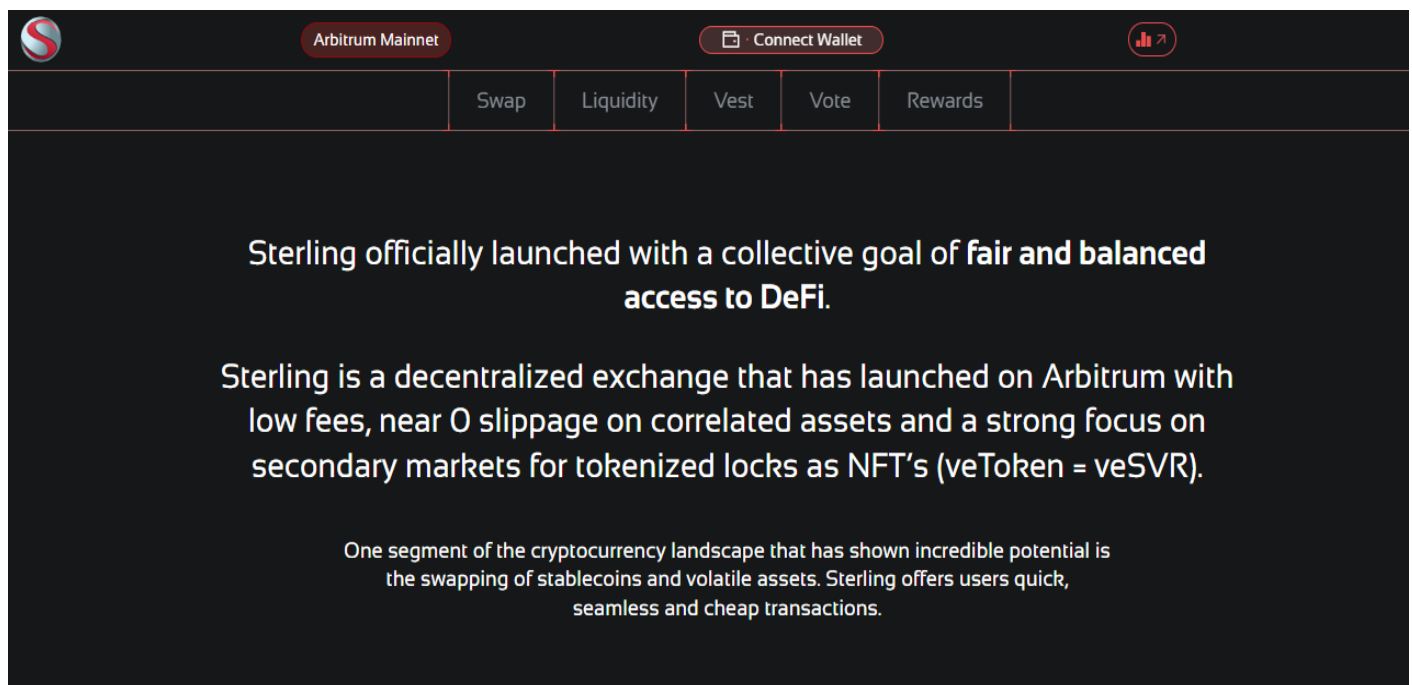 Arbitrum Mainnet
· Connect Wallet
Swap
Liquidity
Vest
Vote
Rewards
Sterling officially launched with a collective goal of fair and balanced
access to DeFi.
Sterling is a decentralized exchange that has launched on Arbitrum with
low fees, near 0 slippage on correlated assets and a strong focus on
secondary markets for tokenized locks as NFT’s (veToken = veSVR).
One segment of the cryptocurrency landscape that has shown incredible potential is
the swapping of stablecoins and volatile assets. Sterling offers users quick,
seamless and cheap transactions.